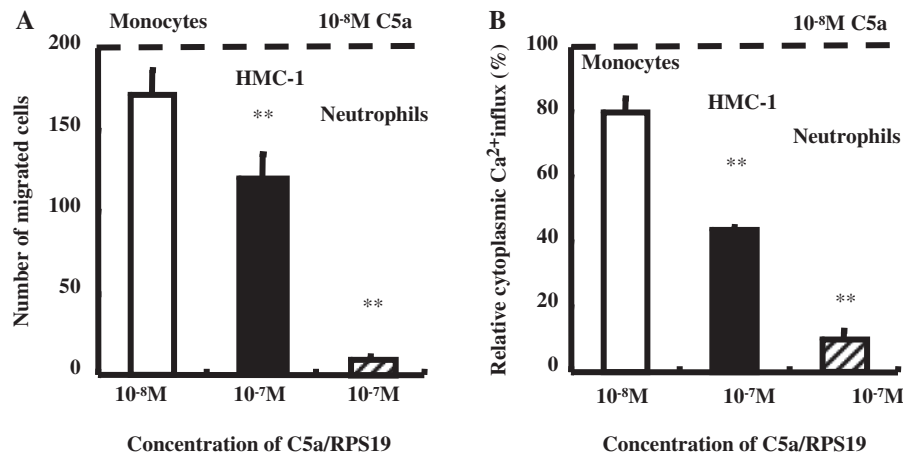 A
Monocytes
10⁻⁸M C5a
200
HMC-1
**
Neutrophils
150
100
50
**
0
Number of migrated cells
10⁻⁸M
10⁻⁷M
10⁻⁷M
Concentration of C5a/RPS19
B
10⁻⁸M C5a
100
Monocytes
HMC-1
80
Neutrophils
**
60
40
20
**
0
Relative cytoplasmic Ca²⁺influx (%)
10⁻⁸M
10⁻⁷M
10⁻⁷M
Concentration of C5a/RPS19